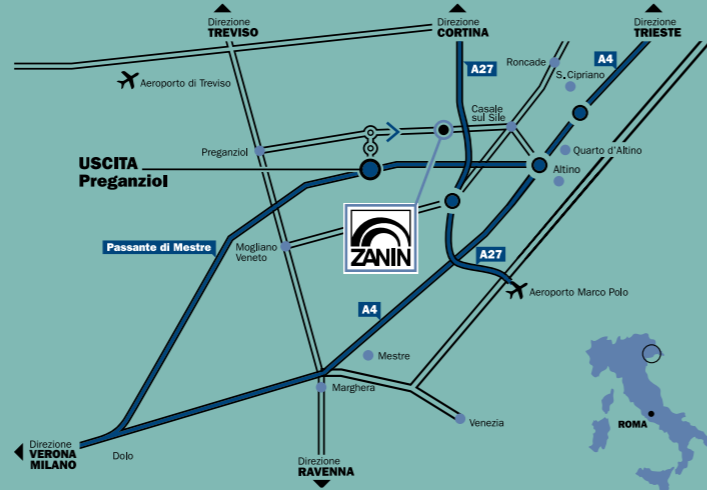 Direzione
TREVISO
Direzione
CORTINA
Direzione
TRIESTE
A27
A4
Roncade
S. Cipriano
Aeroporto di Treviso
Casale
sul Sile
Preganziol
USCITA
Preganziol
Quarto d'Altino
Altino
Passante di Mestre
Mogliano
Veneto
ZANIN
A27
Aeroporto Marco Polo
A4
Mestre
Marghera
Venezia
ROMA
Direzione
VERONA
MILANO
Dolo
Direzione
RAVENNA